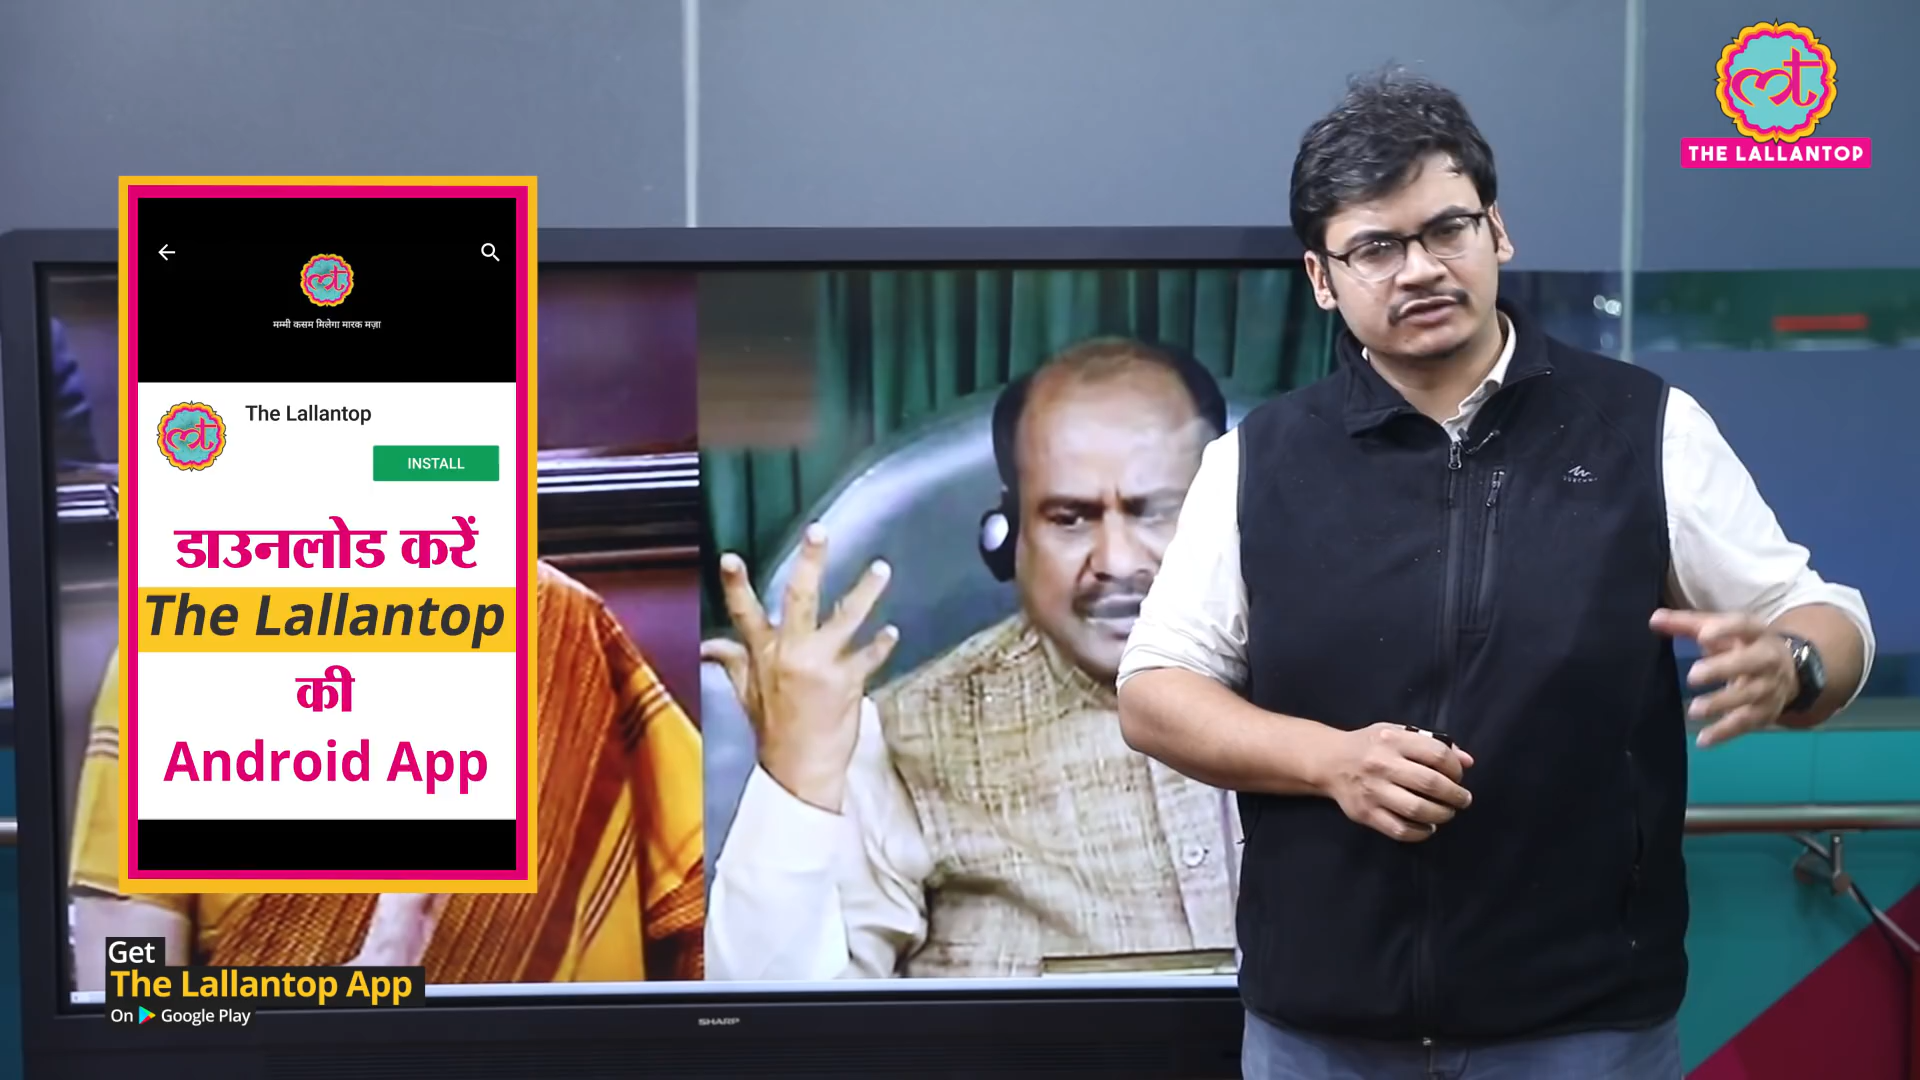 THE LALLANTOP
मम्मी कसम मिलेगा मारक मज़ा
The Lallantop
INSTALL
डाउनलोड करें
The Lallantop
की
Android App
Get
The Lallantop App
On Google Play
SHARP